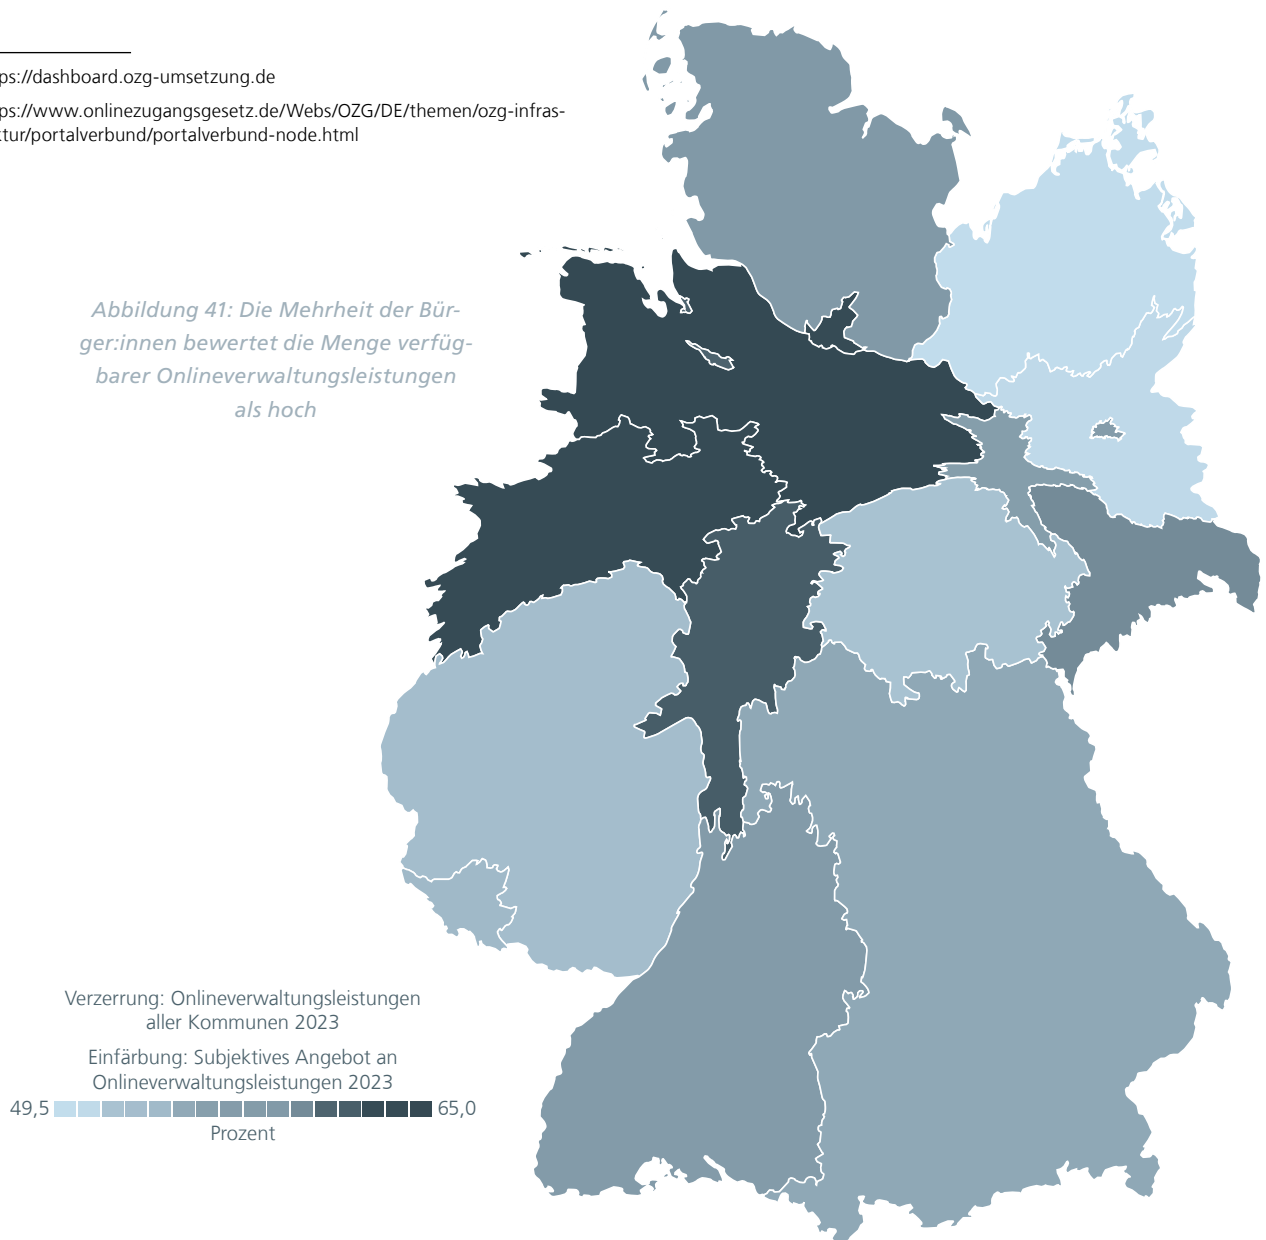 ps://dashboard.ozg-umsetzung.de
ps://www.onlinezugangsgesetz.de/Webs/OZG/DE/themen/ozg-infras-
ktur/portalverbund/portalverbund-node.html
Abbildung 41: Die Mehrheit der Bür-
ger:innen bewertet die Menge verfüg-
barer Onlineverwaltungsleistungen
als hoch
Verzerrung: Onlineverwaltungsleistungen
aller Kommunen 2023
Einfärbung: Subjektives Angebot an
Onlineverwaltungsleistungen 2023
49,5 65,0
Prozent